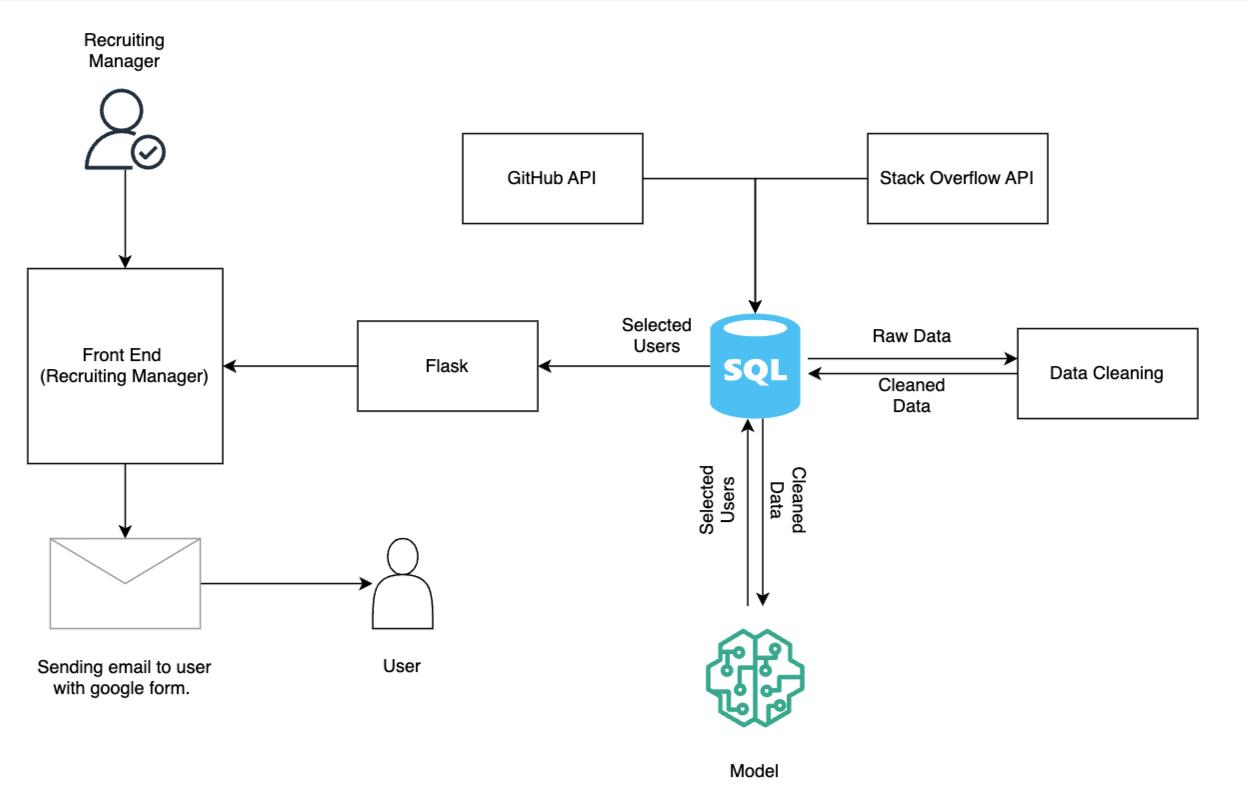 Recruiting
Manager
GitHub API
Stack Overflow API
Front End
(Recruiting Manager)
Flask
Selected
Users
SQL
Raw Data
Cleaned
Data
Data Cleaning
Selected
Users
Cleaned
Data
Sending email to user
with google form.
User
Model